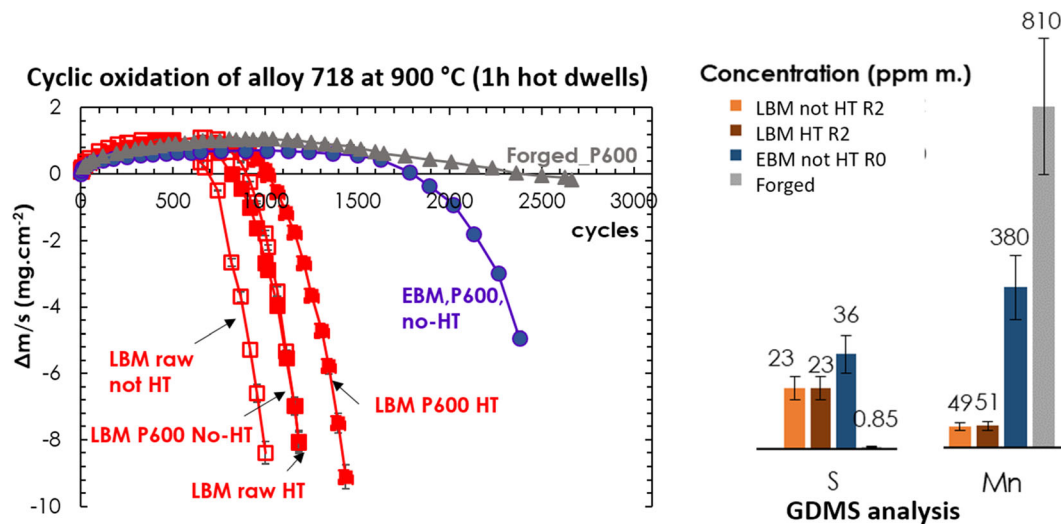 Cyclic oxidation of alloy 718 at 900 °C (1h hot dwells)
2
0
-2
-4
-6
-8
-10
Δm/s (mg.cm⁻²)
0
500
1000
1500
2000
2500
3000
cycles
Forged_P600
EBM,P600,
no-HT
LBM raw
not HT
LBM P600 HT
LBM P600 No-HT
LBM raw HT
Concentration (ppm m.)
LBM not HT R2
LBM HT R2
EBM not HT R0
Forged
810
380
36
23
23
0.85
49
51
S
Mn
GDMS analysis